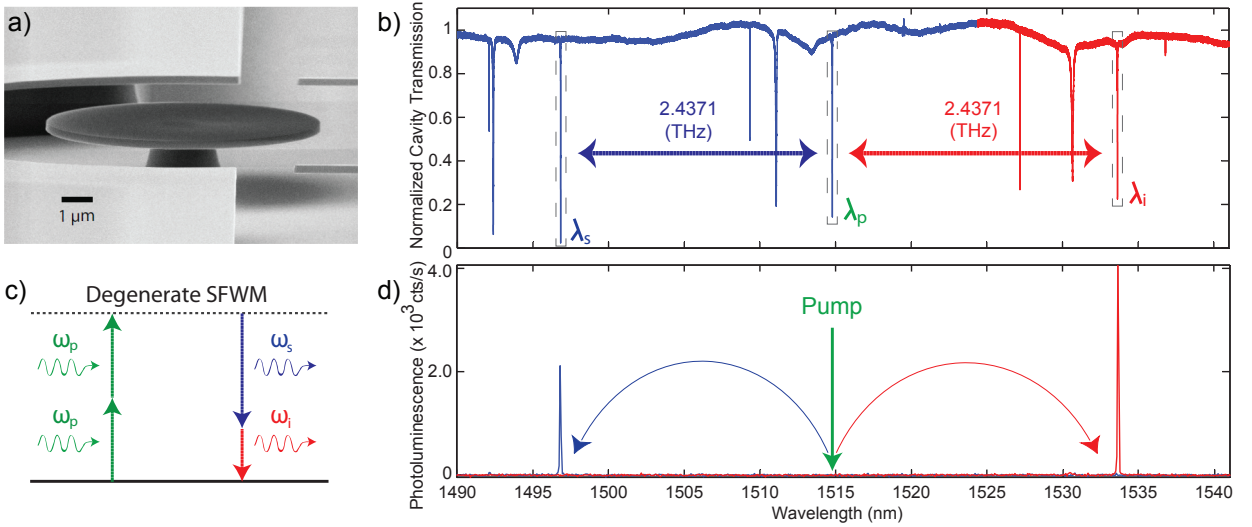 a)
1 μm
b)
Normalized Cavity Transmission
1
0.8
0.6
0.4
0.2
0
2.4371
(THz)
2.4371
(THz)
λs
λp
λi
c)
Degenerate SFWM
ωp
ωs
ωp
ωi
d)
Photoluminescence (x 10³cts/s)
4.0
2.0
0
Pump
1490 1495 1500 1505 1510 1515 1520 1525 1530 1535 1540
Wavelength (nm)